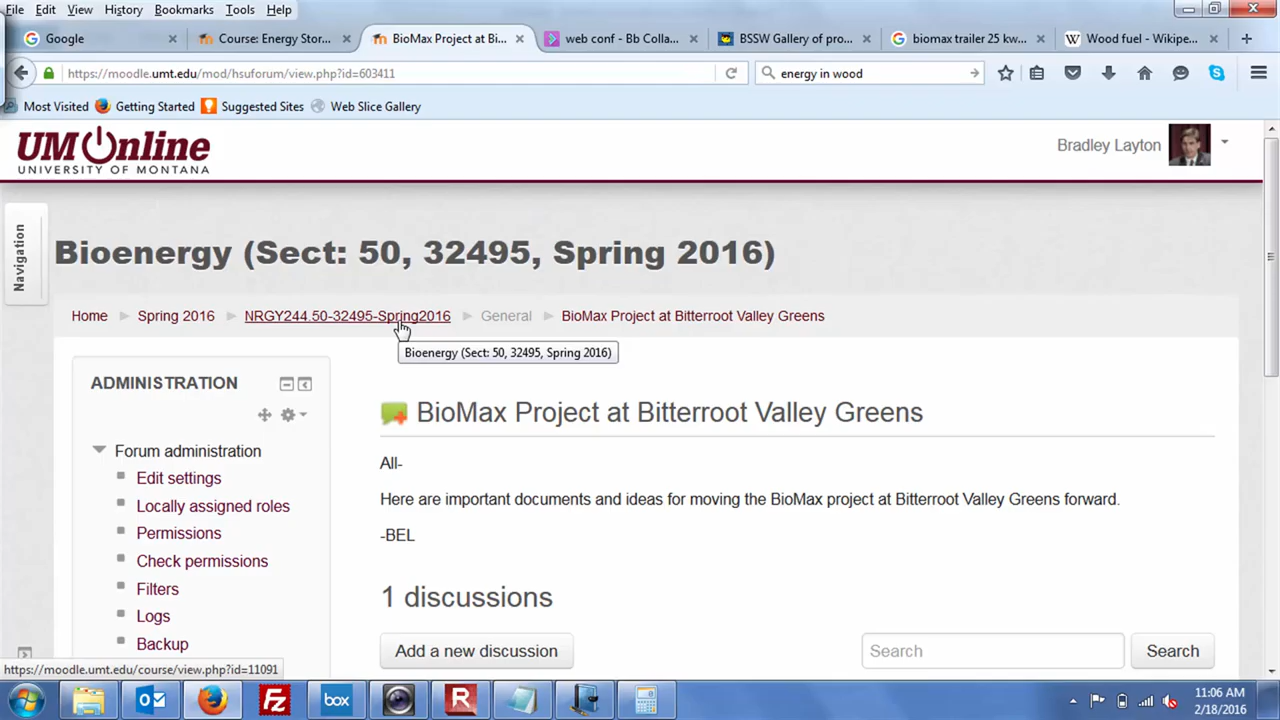 File Edit View History Bookmarks Tools Help
Google
Course: Energy Stor...
BioMax Project at Bi...
web conf - Bb Colla...
BSSW Gallery of pro...
biomax trailer 25 kw...
Wood fuel - Wikipe...
https://moodle.umt.edu/mod/hsuforum/view.php?id=603411
energy in wood
Most Visited Getting Started Suggested Sites Web Slice Gallery
UM Online
UNIVERSITY OF MONTANA
Bradley Layton
Navigation
Bioenergy (Sect: 50, 32495, Spring 2016)
Home Spring 2016 NRGY244.50-32495-Spring2016 General BioMax Project at Bitterroot Valley Greens
Bioenergy (Sect: 50, 32495, Spring 2016)
ADMINISTRATION
Forum administration
Edit settings
Locally assigned roles
Permissions
Check permissions
Filters
Logs
Backup
BioMax Project at Bitterroot Valley Greens
All-
Here are important documents and ideas for moving the BioMax project at Bitterroot Valley Greens forward.
-BEL
1 discussions
Add a new discussion
Search
Search
https://moodle.umt.edu/course/view.php?id=11091
Fz
box
R
11:06 AM
2/18/2016